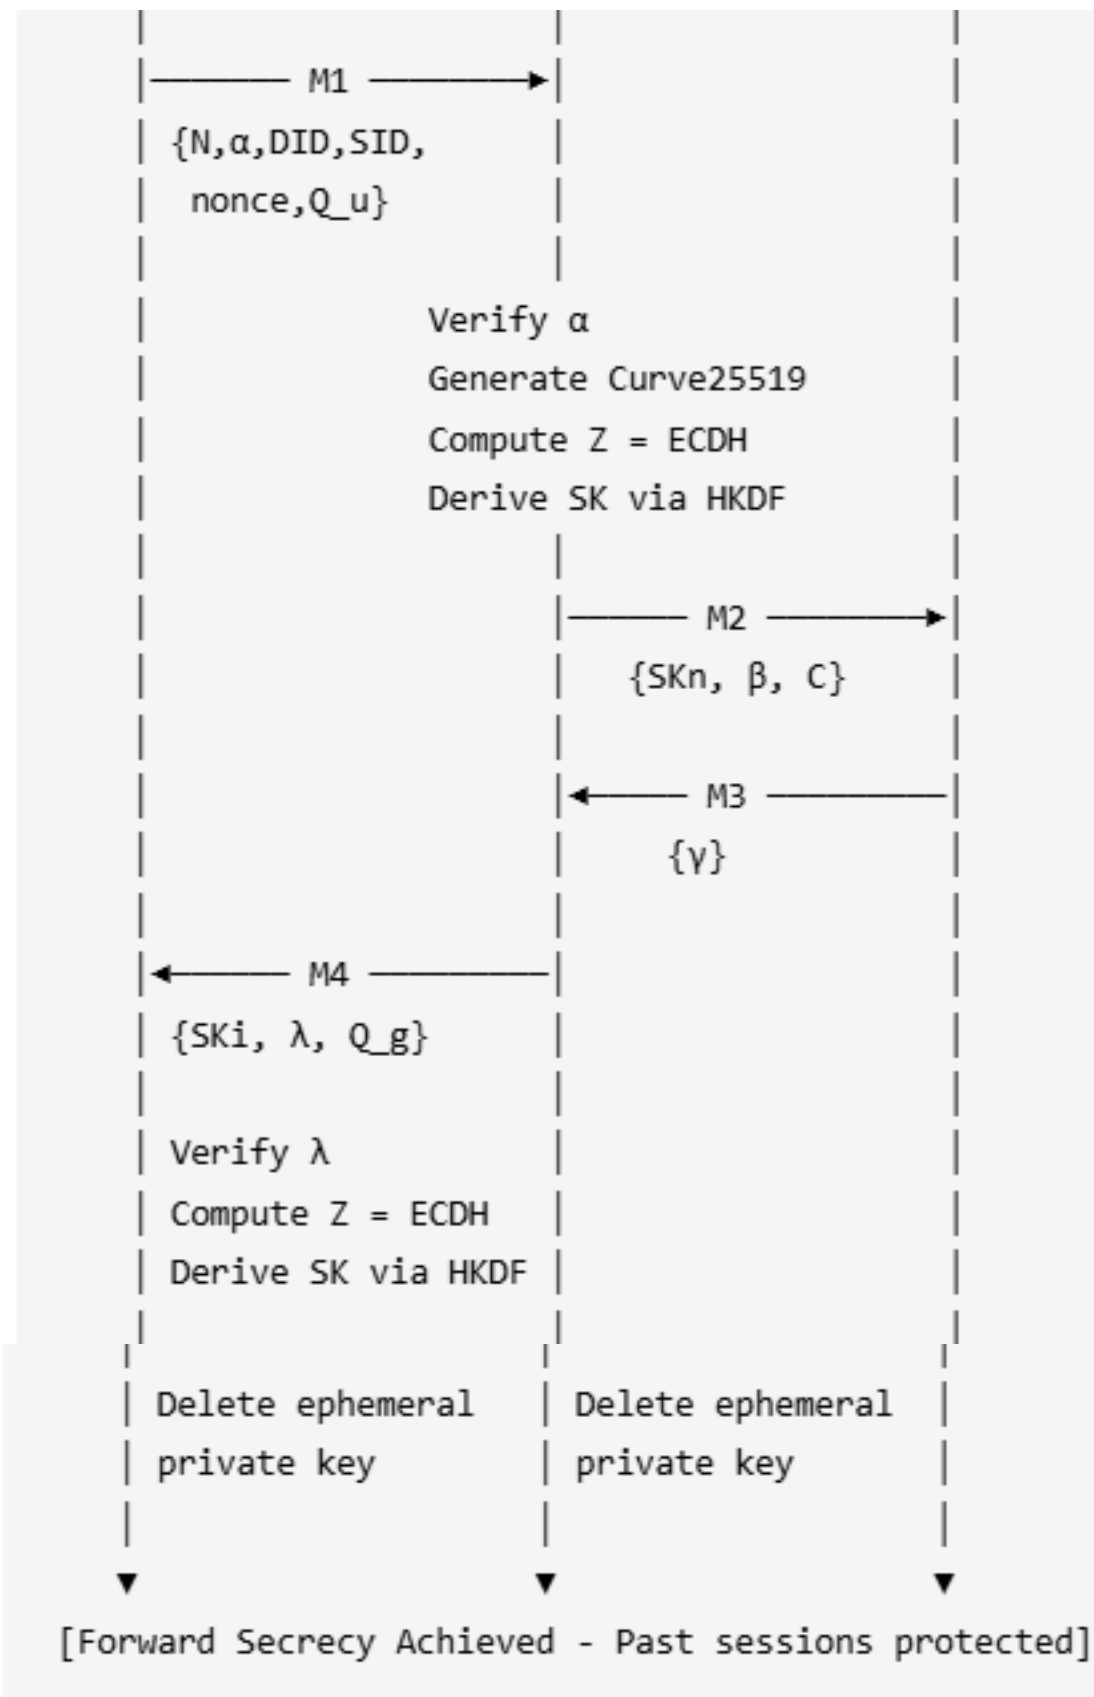 M1
{N,α,DID,SID,
nonce,Q_u}
Verify α
Generate Curve25519
Compute Z = ECDH
Derive SK via HKDF
M2
{SKn, β, C}
M3
{γ}
M4
{SKi, λ, Q_g}
Verify λ
Compute Z = ECDH
Derive SK via HKDF
Delete ephemeral
private key
Delete ephemeral
private key
[Forward Secrecy Achieved - Past sessions protected]